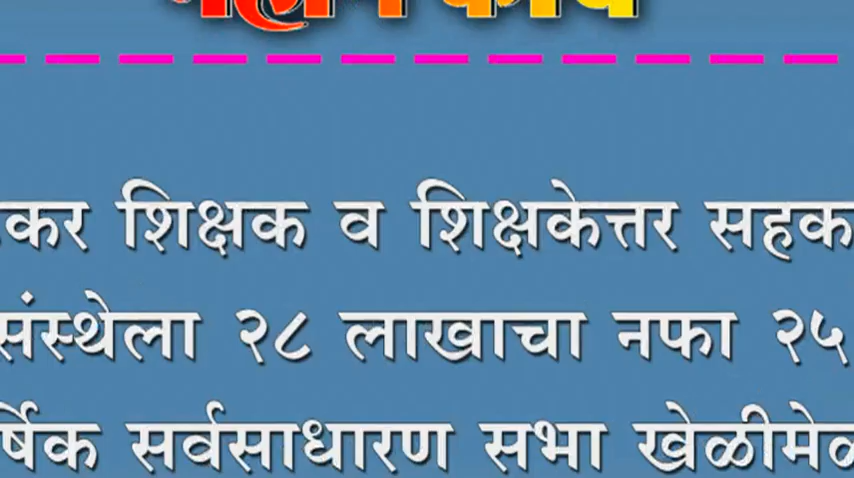 कर शिक्षक व शिक्षकेत्तर सहक
संस्थेला २८ लाखाचा नफा २५
र्षिक सर्वसाधारण सभा खेळीमेळ